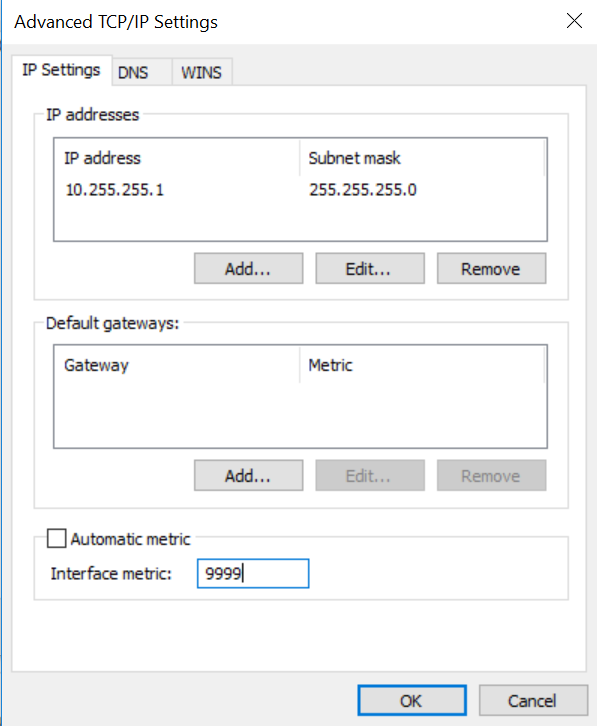 Advanced TCP/IP Settings
IP Settings DNS WINS
IP addresses
IP address Subnet mask
10.255.255.1 255.255.255.0
Add... Edit... Remove
Default gateways:
Gateway Metric
Add... Edit... Remove
Automatic metric
Interface metric: 9999
OK Cancel